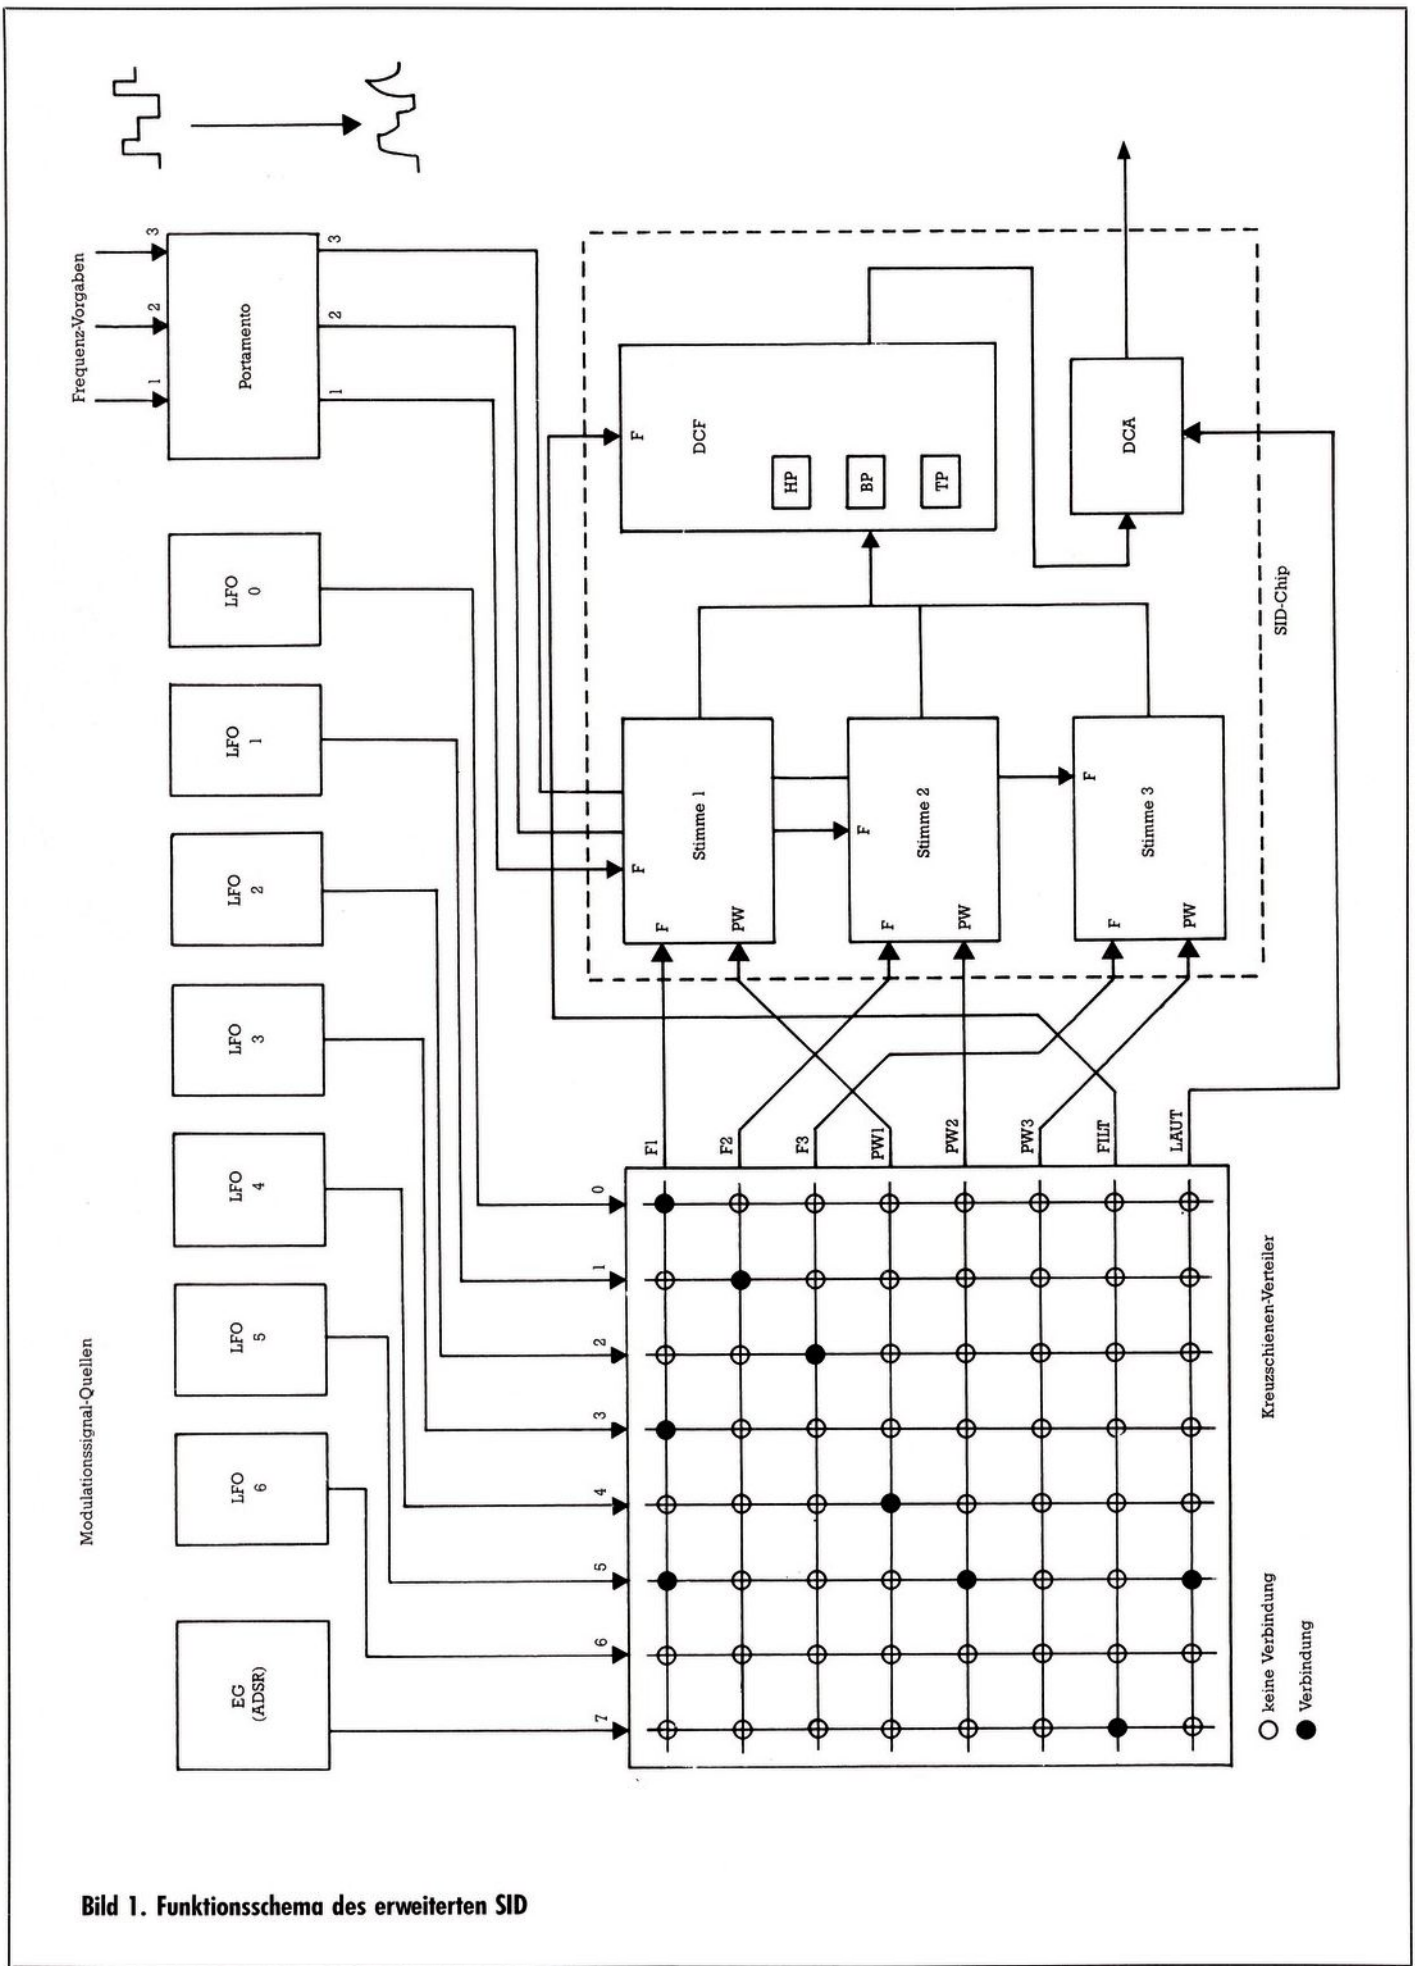 Modulationssignal-Quellen
Frequenz-Vorgaben
EG
(ADSR)
LFO
6
LFO
5
LFO
4
LFO
3
LFO
2
LFO
1
LFO
0
1
2
3
Portamento
1
2
3
7
6
5
4
3
2
1
0
F1
F2
F3
PW1
PW2
PW3
FILT
LAUT
F
F
PW
Stimme 1
F
F
PW
Stimme 2
F
F
PW
Stimme 3
F
DCF
HP
BP
TP
DCA
SID-Chip
Kreuzschienen-Verteiler
keine Verbindung
Verbindung
Bild 1. Funktionsschema des erweiterten SID